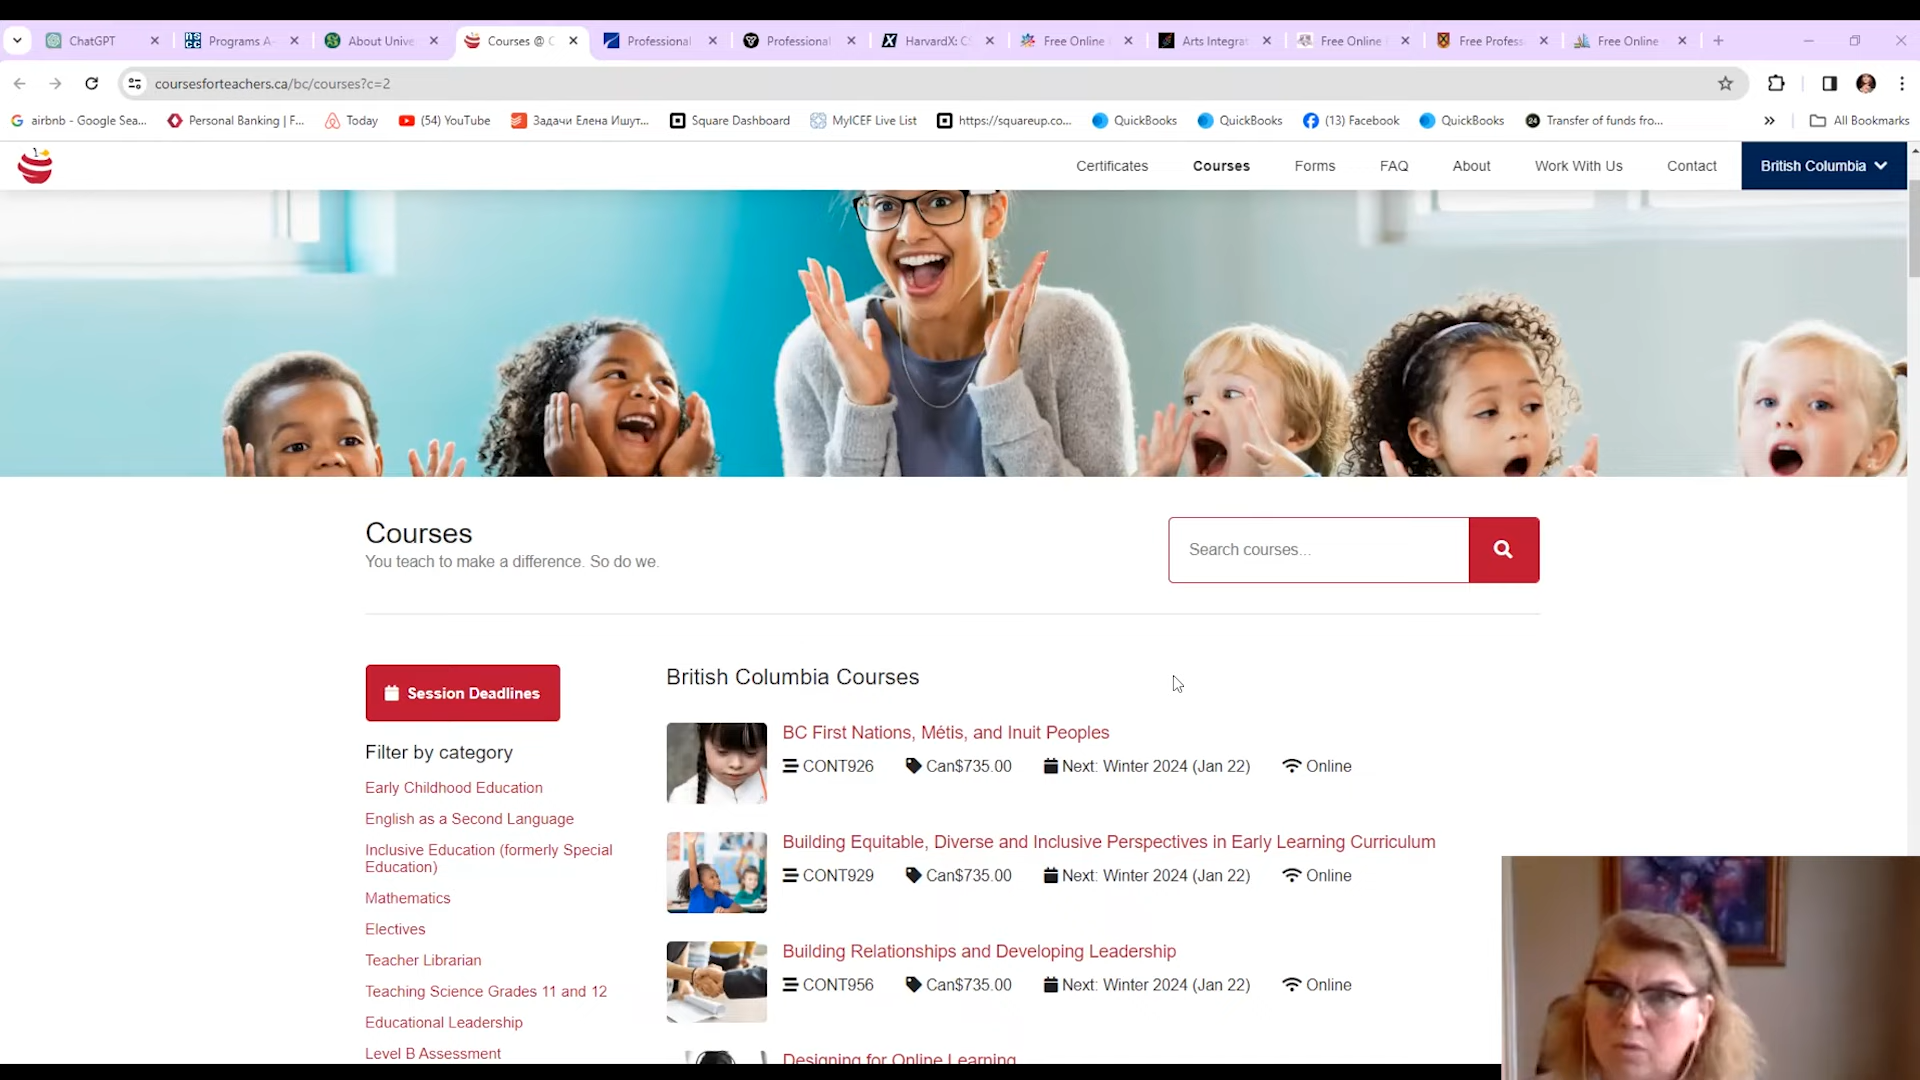 ChatGPT
Programs A-
About Unive
Courses @ C
Professional
Professional
HarvardX: CS
Free Online
Arts Integrat
Free Online
Free Profess
Free Online
coursesforteachers.ca/bc/courses?c=2
airbnb - Google Sea...
Personal Banking | F...
Today
(54) YouTube
Задачи Елена Ишут...
Square Dashboard
MyICEF Live List
https://squareup.co...
QuickBooks
QuickBooks
(13) Facebook
QuickBooks
Transfer of funds fro...
All Bookmarks
Certificates
Courses
Forms
FAQ
About
Work With Us
Contact
British Columbia
Courses
You teach to make a difference. So do we.
Search courses...
Session Deadlines
Filter by category
Early Childhood Education
English as a Second Language
Inclusive Education (formerly Special
Education)
Mathematics
Electives
Teacher Librarian
Teaching Science Grades 11 and 12
Educational Leadership
Level B Assessment
British Columbia Courses
BC First Nations, Métis, and Inuit Peoples
CONT926 Can$735.00 Next: Winter 2024 (Jan 22) Online
Building Equitable, Diverse and Inclusive Perspectives in Early Learning Curriculum
CONT929 Can$735.00 Next: Winter 2024 (Jan 22) Online
Building Relationships and Developing Leadership
CONT956 Can$735.00 Next: Winter 2024 (Jan 22) Online
Designing for Online Learning